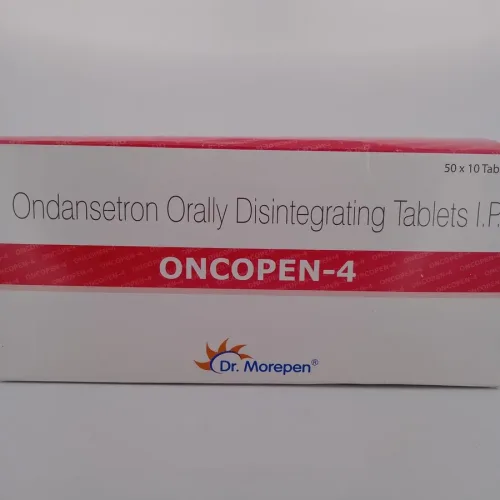 50 x 10 Tab
Ondansetron Orally Disintegrating Tablets I.P.
ONCOPEN-4
Dr. Morepen®